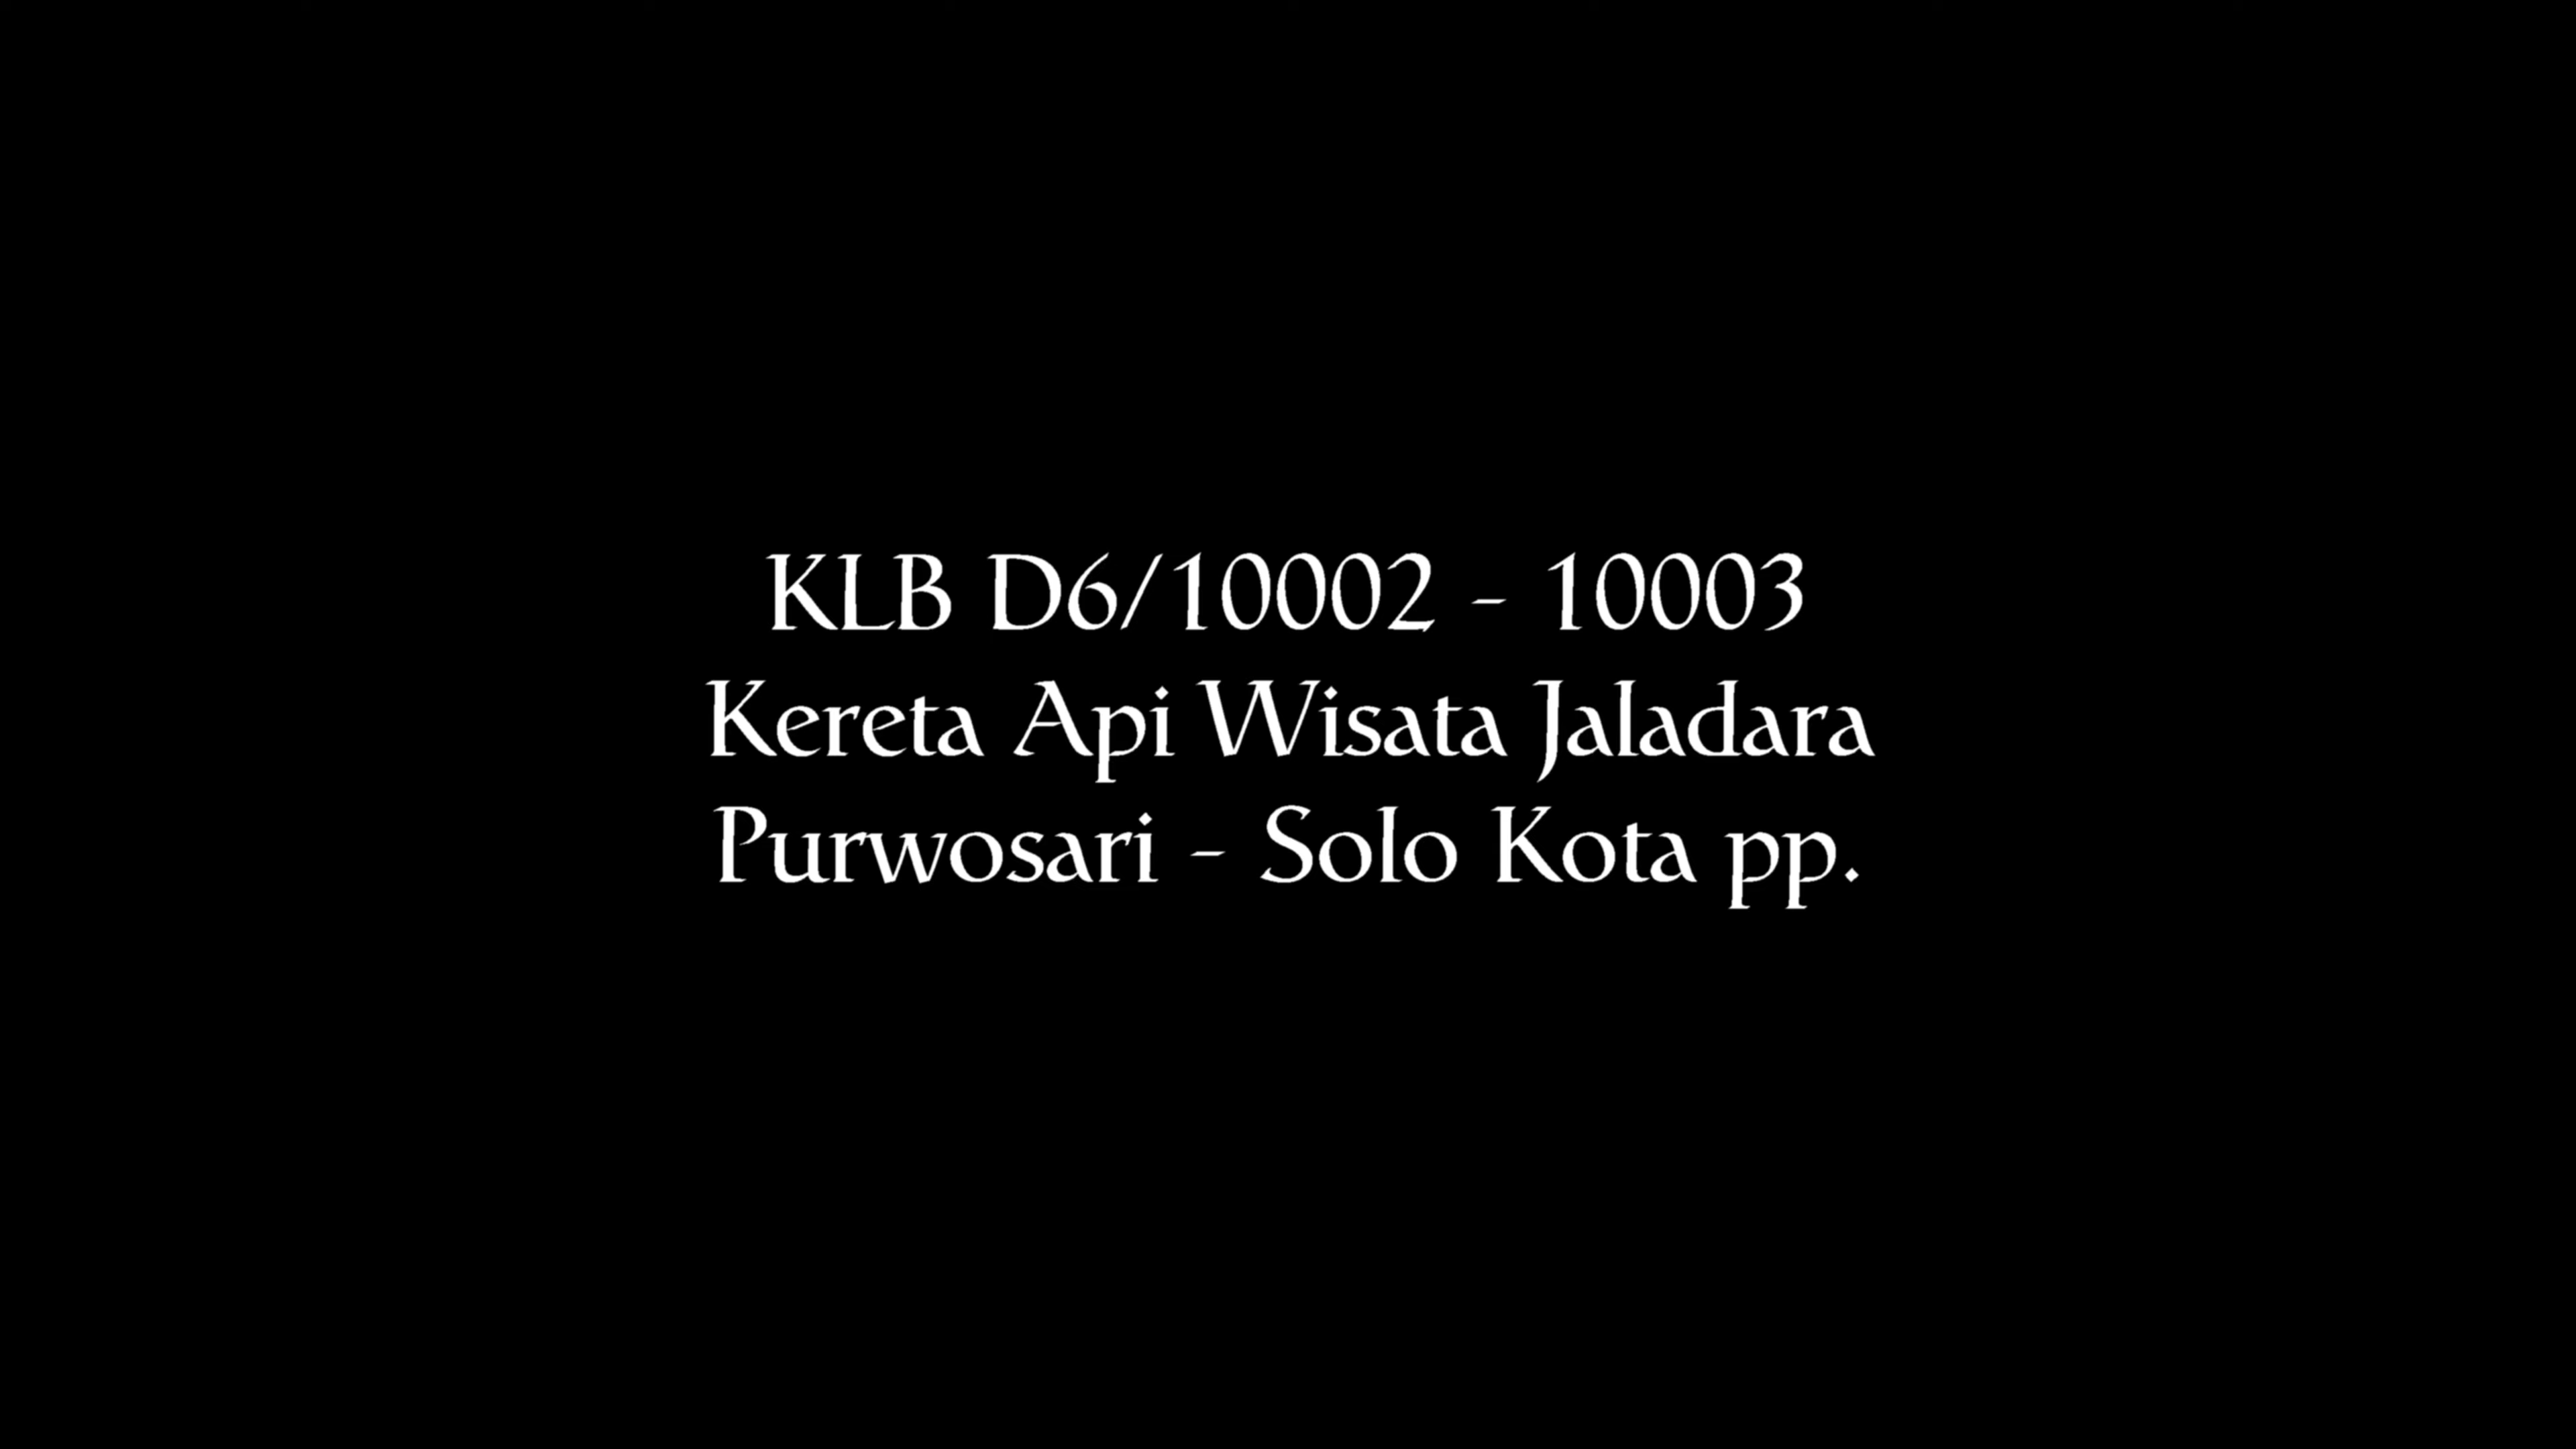 KLB D6/10002 - 10003
Kereta Api Wisata Jaladara
Purwosari - Solo Kota pp.